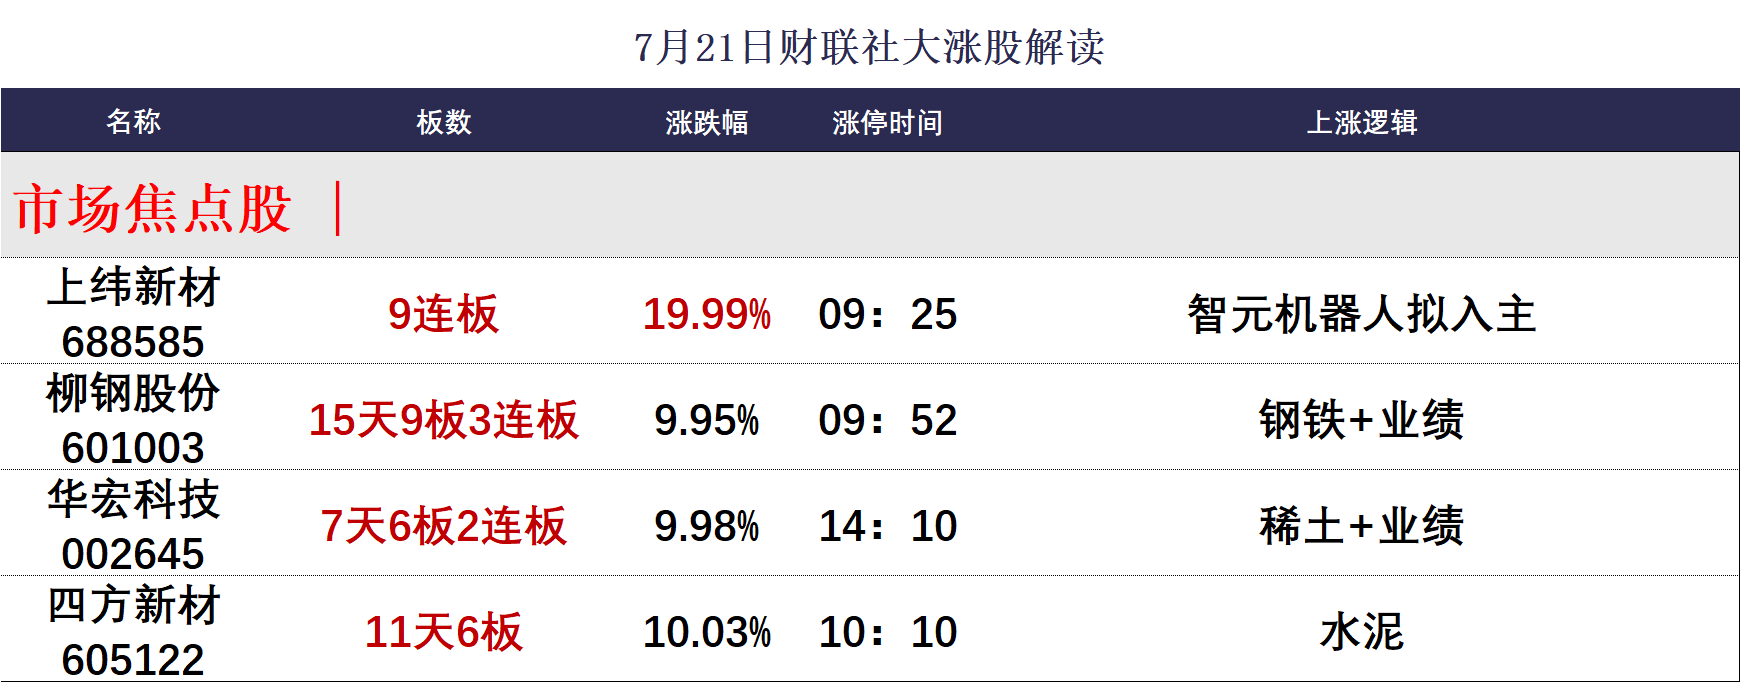 7月21日财联社大涨股解读
名称 板数 涨跌幅 涨停时间 上涨逻辑
市场焦点股 ｜
上纬新材
688585
9连板 19.99% 09：25 智元机器人拟入主
柳钢股份
601003
15天9板3连板 9.95% 09：52 钢铁+业绩
华宏科技
002645
7天6板2连板 9.98% 14：10 稀土+业绩
四方新材
605122
11天6板 10.03% 10：10 水泥